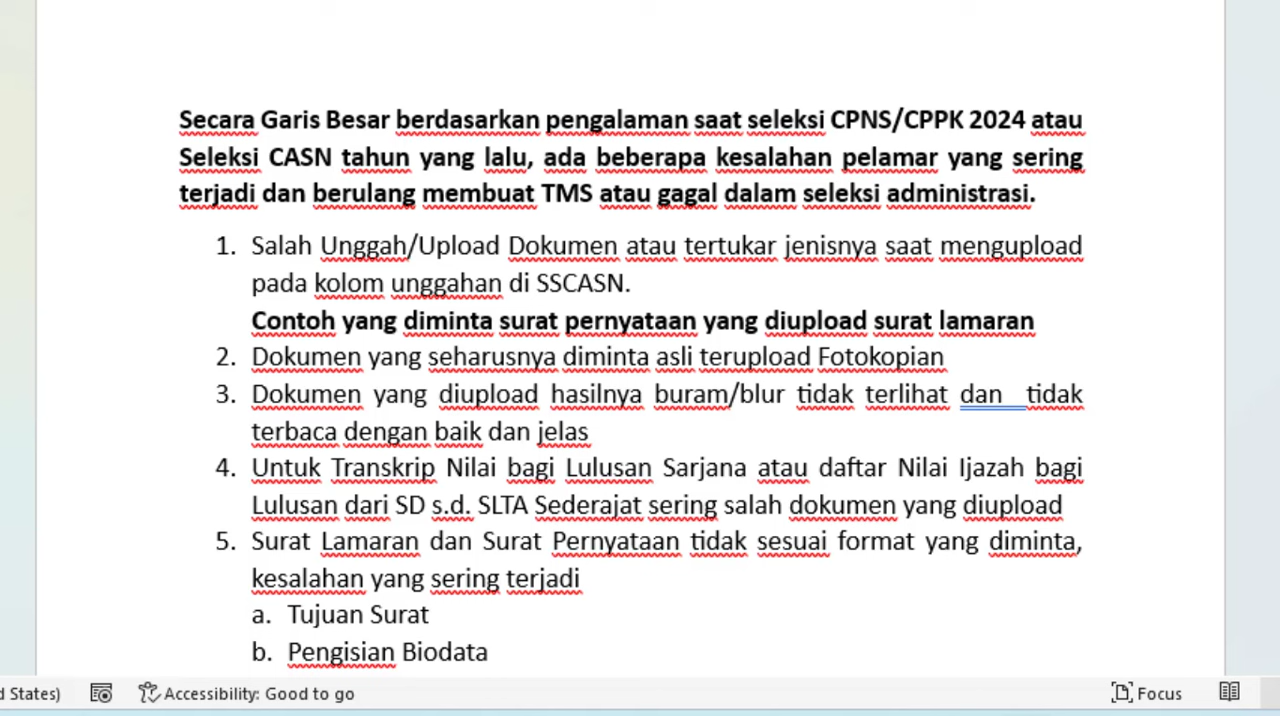 Secara Garis Besar berdasarkan pengalaman saat seleksi CPNS/CPPK 2024 atau
Seleksi CASN tahun yang lalu, ada beberapa kesalahan pelamar yang sering
terjadi dan berulang membuat TMS atau gagal dalam seleksi administrasi.
1. Salah Unggah/Upload Dokumen atau tertukar jenisnya saat mengupload
pada kolom unggahan di SSCASN.
Contoh yang diminta surat pernyataan yang diupload surat lamaran
2. Dokumen yang seharusnya diminta asli terupload Fotokopian
3. Dokumen yang diupload hasilnya buram/blur tidak terlihat dan tidak
terbaca dengan baik dan jelas
4. Untuk Transkrip Nilai bagi Lulusan Sarjana atau daftar Nilai Ijazah bagi
Lulusan dari SD s.d. SLTA Sederajat sering salah dokumen yang diupload
5. Surat Lamaran dan Surat Pernyataan tidak sesuai format yang diminta,
kesalahan yang sering terjadi
a. Tujuan Surat
b. Pengisian Biodata
d States) Accessibility: Good to go Focus